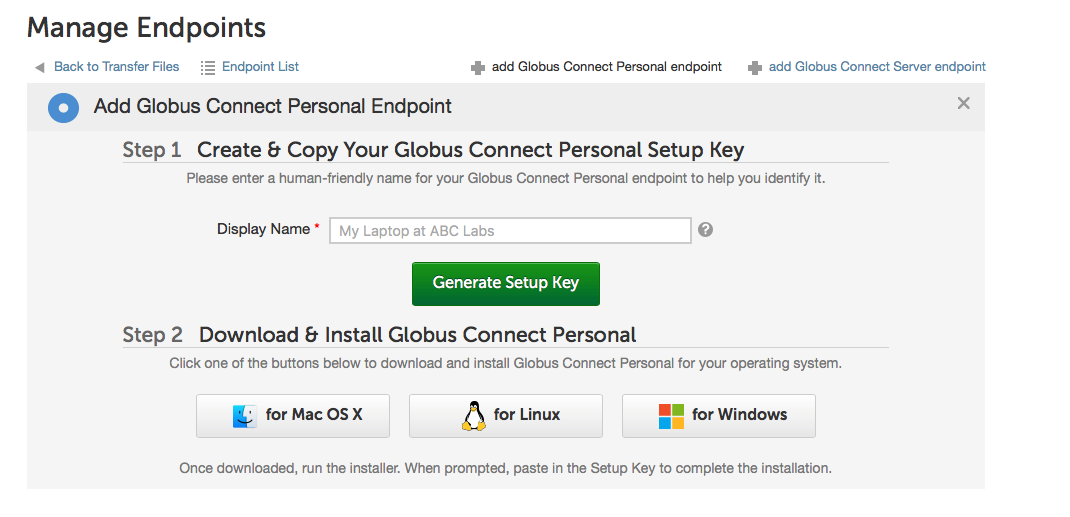 Manage Endpoints
Back to Transfer Files Endpoint List add Globus Connect Personal endpoint add Globus Connect Server endpoint
Add Globus Connect Personal Endpoint
Step 1 Create & Copy Your Globus Connect Personal Setup Key
Please enter a human-friendly name for your Globus Connect Personal endpoint to help you identify it.
Display Name * My Laptop at ABC Labs ?
Generate Setup Key
Step 2 Download & Install Globus Connect Personal
Click one of the buttons below to download and install Globus Connect Personal for your operating system.
for Mac OS X for Linux for Windows
Once downloaded, run the installer. When prompted, paste in the Setup Key to complete the installation.